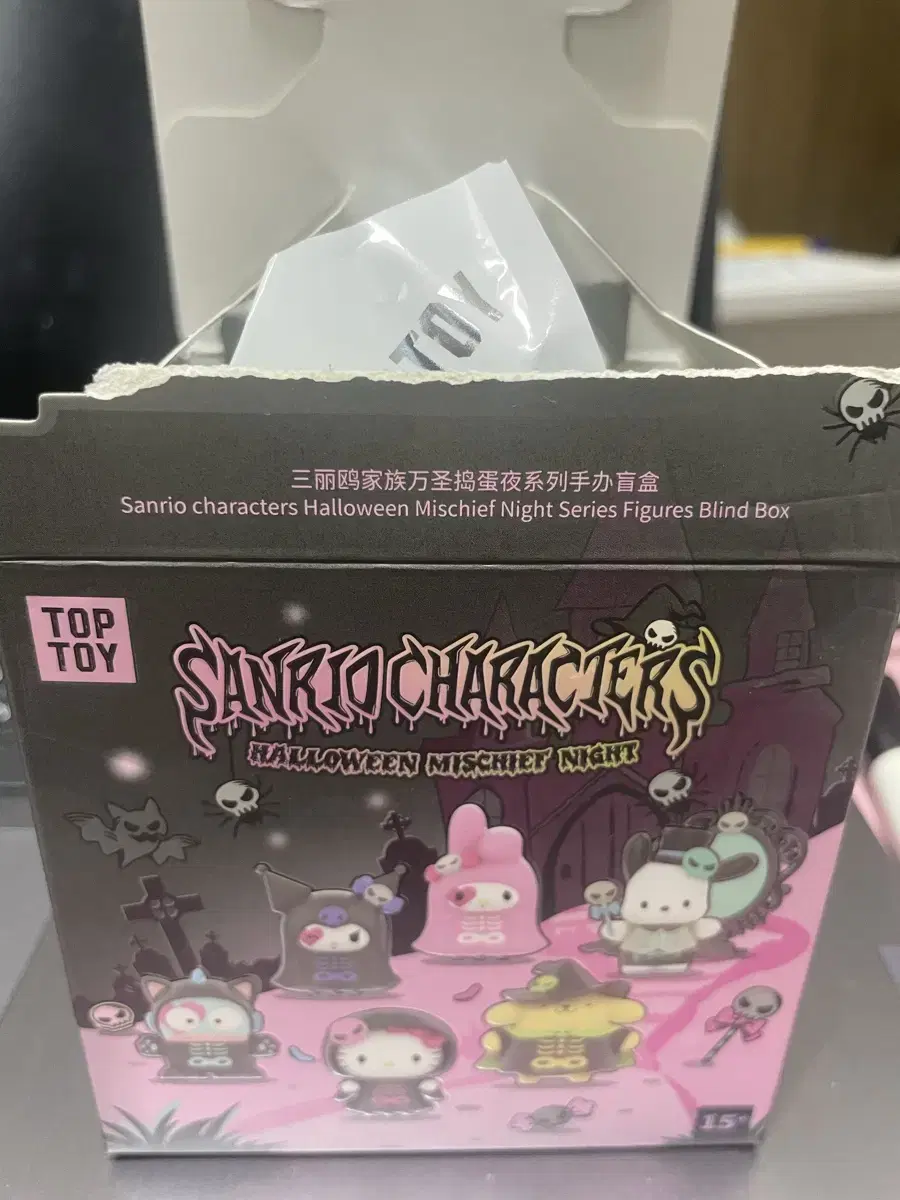 TOY
三丽鸥家族万圣捣蛋夜系列手办盲盒
Sanrio characters Halloween Mischief Night Series Figures Blind Box
TOP
TOY
SANRIO CHARACTERS
HALLOWEEN MISCHIEF NIGHT
15+